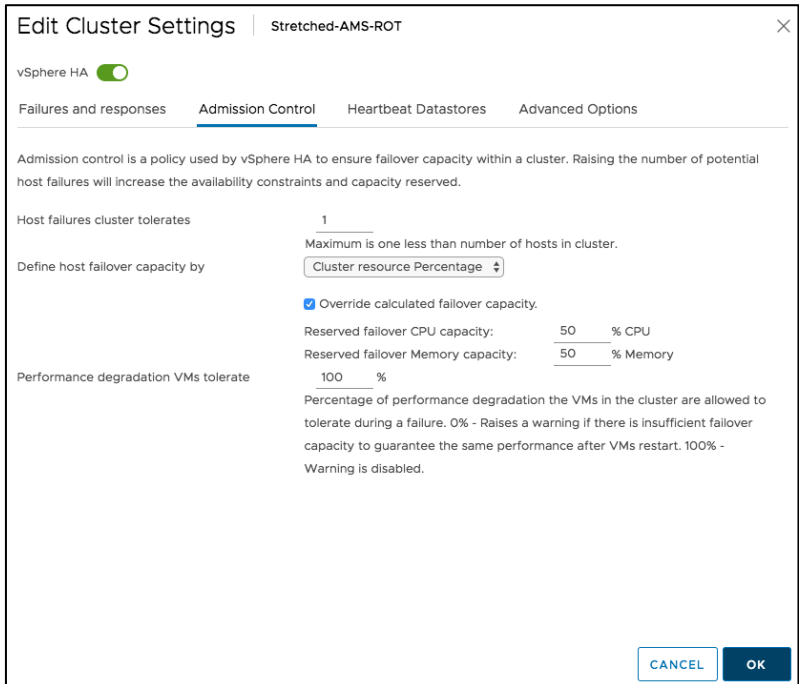 Edit Cluster Settings Stretched-AMS-ROT
vSphere HA
Failures and responses Admission Control Heartbeat Datastores Advanced Options
Admission control is a policy used by vSphere HA to ensure failover capacity within a cluster. Raising the number of potential
host failures will increase the availability constraints and capacity reserved.
Host failures cluster tolerates 1
Maximum is one less than number of hosts in cluster.
Define host failover capacity by Cluster resource Percentage
Override calculated failover capacity.
Reserved failover CPU capacity: 50 % CPU
Reserved failover Memory capacity: 50 % Memory
Performance degradation VMs tolerate 100 %
Percentage of performance degradation the VMs in the cluster are allowed to
tolerate during a failure. 0% - Raises a warning if there is insufficient failover
capacity to guarantee the same performance after VMs restart. 100% -
Warning is disabled.
CANCEL OK